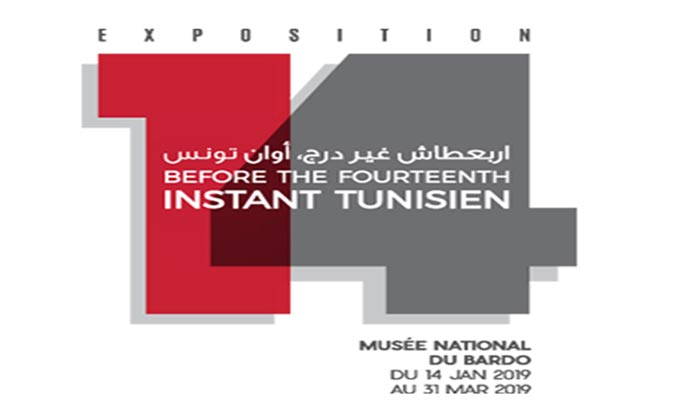 EXPOSITION
14
اربعطاش غير درج، أوان تونس
BEFORE THE FOURTEENTH
INSTANT TUNISIEN
MUSÉE NATIONAL
DU BARDO
DU 14 JAN 2019
AU 31 MAR 2019